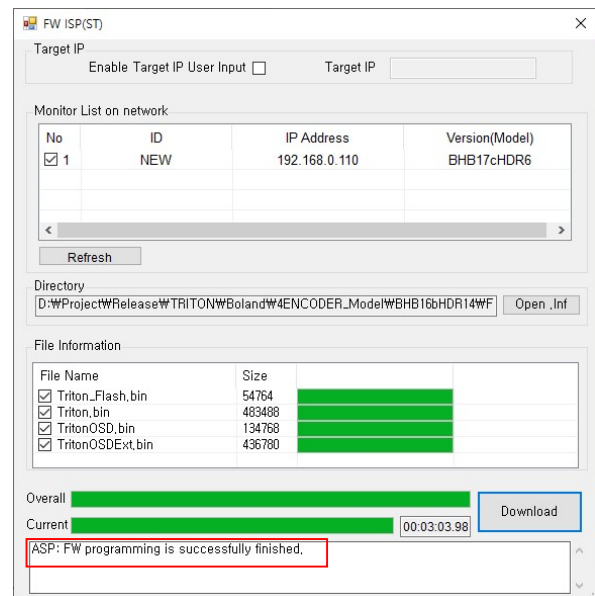 FW ISP(ST)
Target IP
Enable Target IP User Input Target IP
Monitor List on network
No ID IP Address Version(Model)
1 NEW 192.168.0.110 BHB17cHDR6
Refresh
Directory
D:₩Project₩Release₩TRITON₩Boland₩4ENCODER_Model₩BHB16bHDR14₩F Open .Inf
File Information
File Name Size
Triton_Flash.bin 54764
Triton.bin 483488
TritonOSD.bin 134768
TritonOSDExt.bin 436780
Overall
Download
Current 00:03:03.98
ASP: FW programming is successfully finished.